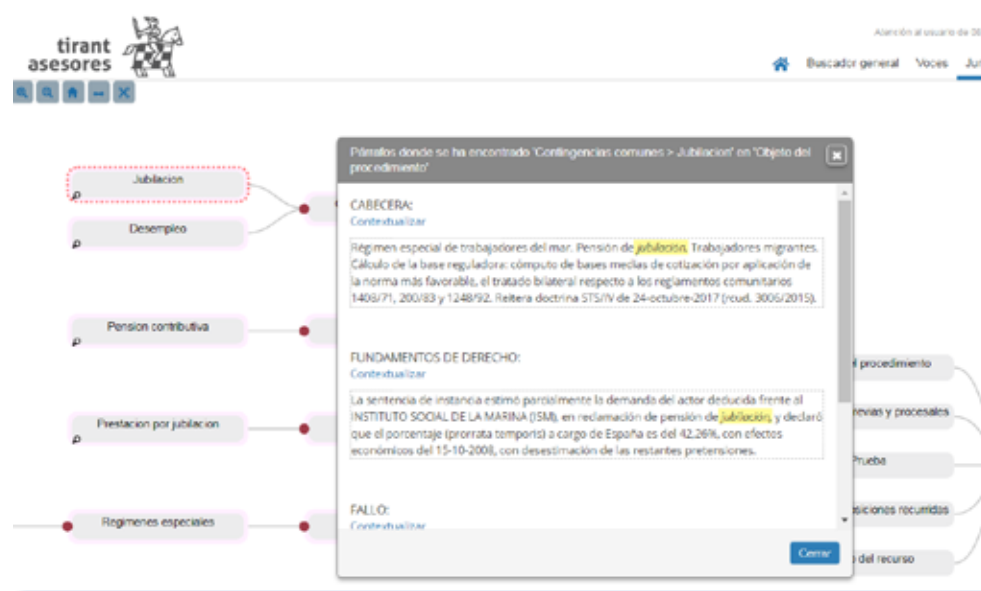 tirant
asesores
Atención al usuario de
Buscador general Voces
Párrafos donde se ha encontrado 'Contingencias comunes > Jubilacion' en 'Objeto del
procedimiento'
CABECERA:
Contextualizar
Régimen especial de trabajadores del mar. Pensión de jubilación. Trabajadores migrantes.
Cálculo de la base reguladora: cómputo de bases medias de cotización por aplicación de
la norma más favorable, el tratado bilateral respecto a los reglamentos comunitarios
1408/71, 200/83 y 1248/92. Reitera doctrina STS/IV de 24-octubre-2017 (rcud. 3006/2015).
FUNDAMENTOS DE DERECHO:
Contextualizar
La sentencia de instancia estimó parcialmente la demanda del actor deducida frente al
INSTITUTO SOCIAL DE LA MARINA (ISM), en reclamación de pensión de jubilación, y declaró
que el porcentaje (prorrata temporis) a cargo de España es del 42,26%, con efectos
económicos del 15-10-2008, con desestimación de las restantes pretensiones.
FALLO:
Contextualizar
Cerrar
Jubilacion
Desempleo
Pension contributiva
Prestacion por jubilacion
Regimenes especiales
procedimiento
previas y procesales
Prueba
recurridas
del recurso